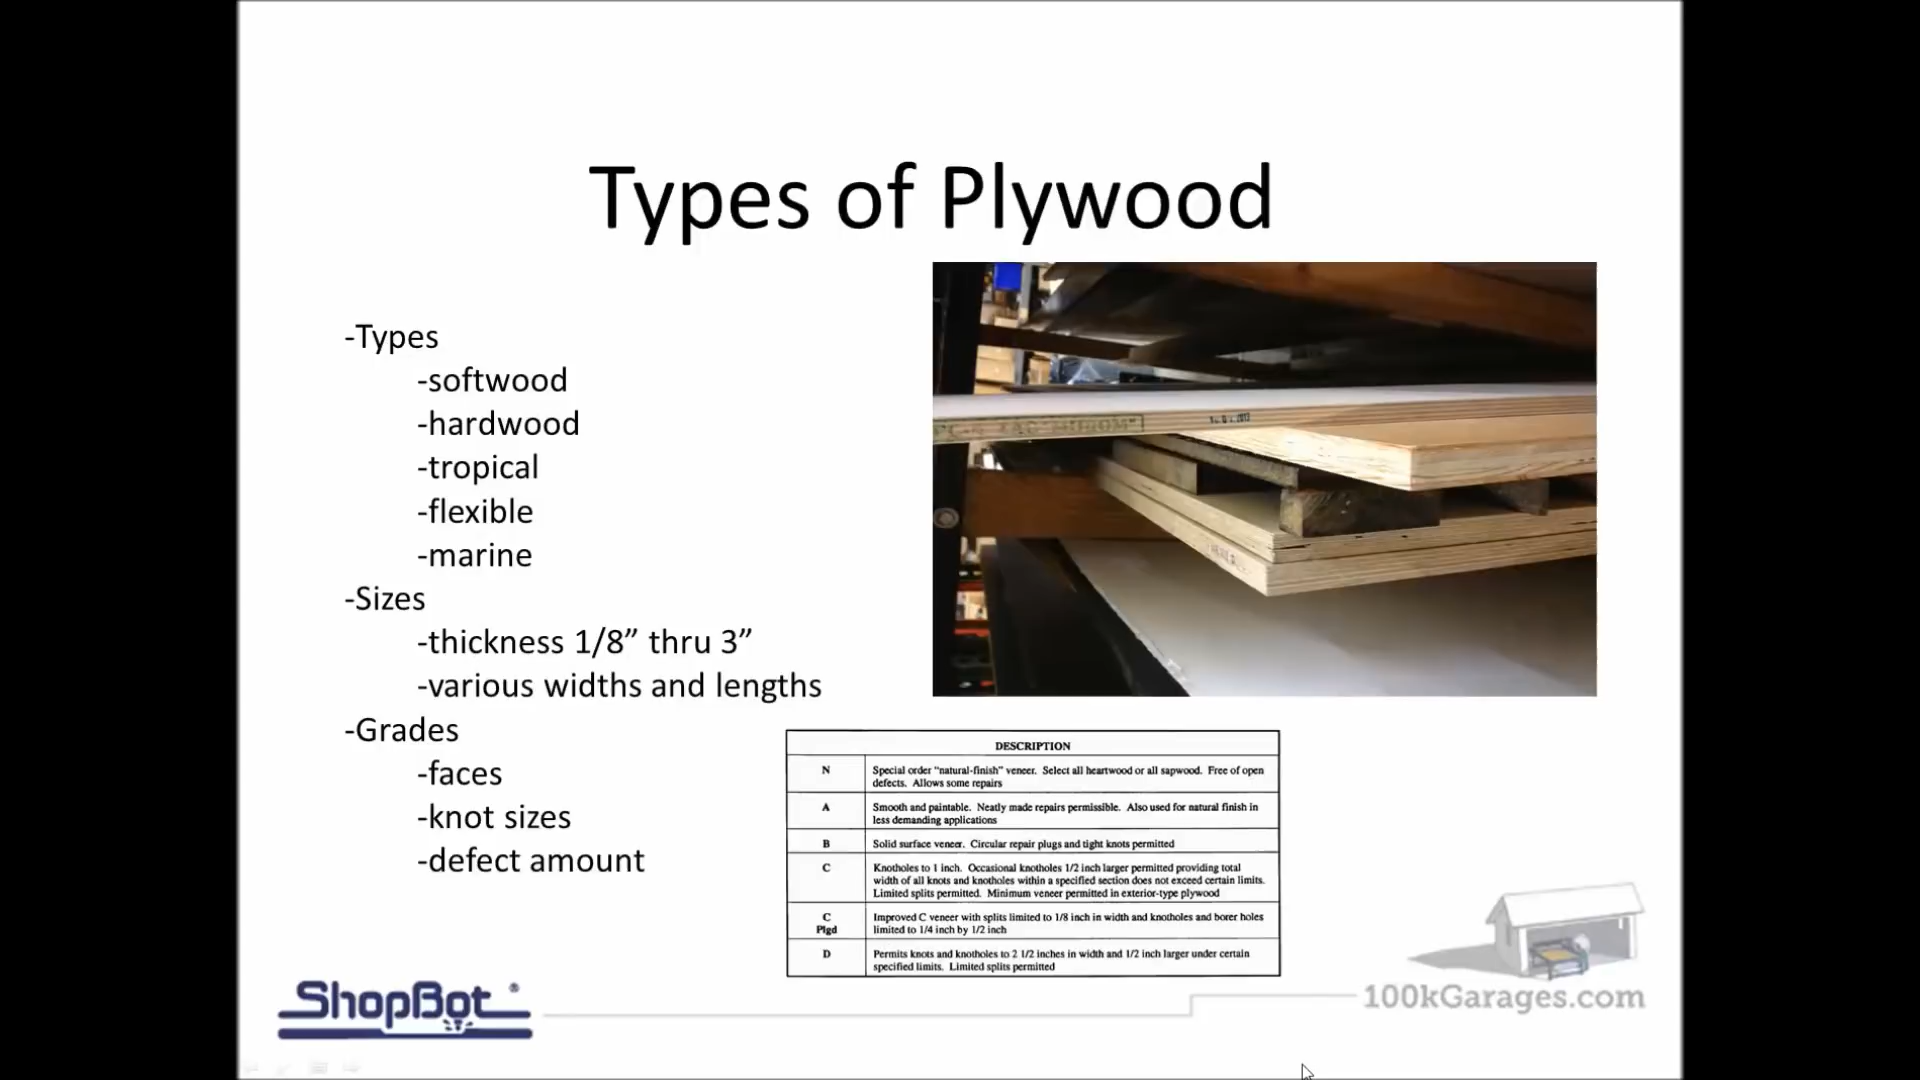 Types of Plywood
-Types
-softwood
-hardwood
-tropical
-flexible
-marine
-Sizes
-thickness 1/8” thru 3”
-various widths and lengths
-Grades
-faces
-knot sizes
-defect amount
DESCRIPTION
N Special order “natural-finish” veneer. Select all heartwood or all sapwood. Free of open
defects. Allows some repairs
A Smooth and paintable. Neatly made repairs permissible. Also used for natural finish in
less demanding applications
B Solid surface veneer. Circular repair plugs and tight knots permitted
C Knotholes to 1 inch. Occasional knotholes 1/2 inch larger permitted providing total
width of all knots and knotholes within a specified section does not exceed certain limits.
Limited splits permitted. Minimum veneer permitted in exterior-type plywood
C Improved C veneer with splits limited to 1/8 inch in width and knotholes and borer holes
Plgd limited to 1/4 inch by 1/2 inch
D Permits knots and knotholes to 2 1/2 inches in width and 1/2 inch larger under certain
specified limits. Limited splits permitted
ShopBot ®
100kGarages.com